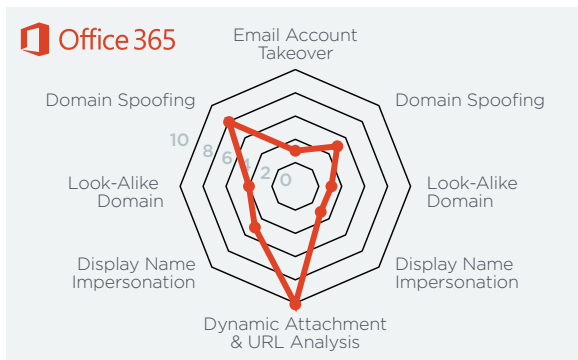 Office 365
Email Account
Takeover
Domain Spoofing
Domain Spoofing
10
8
6
4
2
0
Look-Alike
Domain
Look-Alike
Domain
Display Name
Impersonation
Display Name
Impersonation
Dynamic Attachment
& URL Analysis